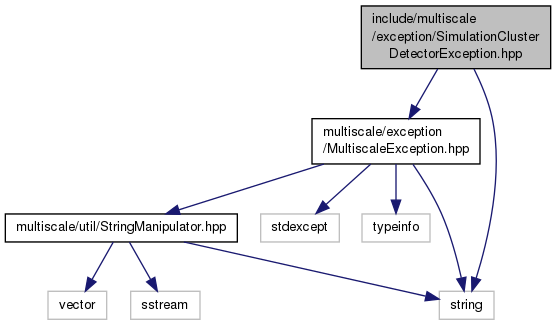 include/multiscale
/exception/SimulationCluster
DetectorException.hpp
multiscale/exception
/MultiscaleException.hpp
multiscale/util/StringManipulator.hpp
stdexcept
typeinfo
vector
sstream
string